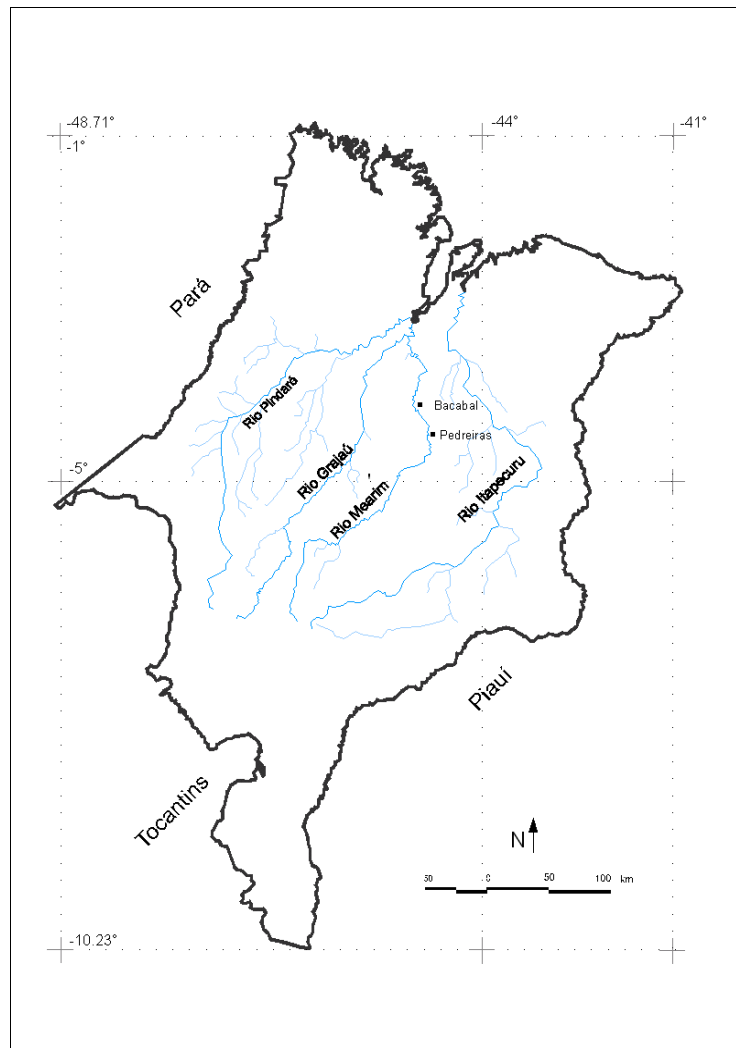 -48.71°
-44°
-41°
-1°
Pará
Rio Pindaré
Bacabal
Pedreiras
Rio Grajaú
Rio Mearim
Rio Itapecuru
-5°
Piauí
Tocantins
N
50 0 50 100 km
-10.23°